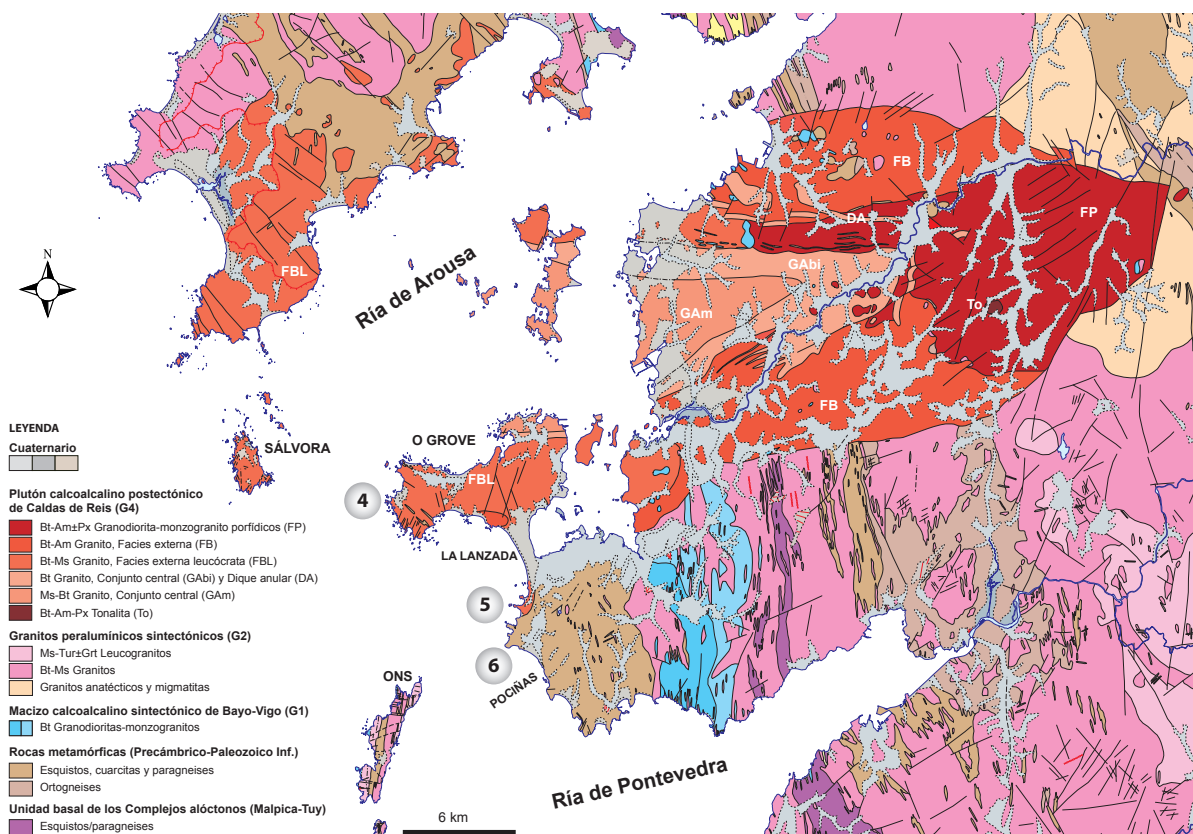 N
Ría de Arousa
FB
DA
FP
GAbi
To
GAm
FB
FBL
SÁLVORA
O GROVE
FBL
4
LA LANZADA
5
6
POCIÑAS
ONS
Ría de Pontevedra
6 km
LEYENDA
Cuaternario
Plutón calcoalcalino postectónico
de Caldas de Reis (G4)
Bt-Am±Px Granodiorita-monzogranito porfídicos (FP)
Bt-Am Granito, Facies externa (FB)
Bt-Ms Granito, Facies externa leucócrata (FBL)
Bt Granito, Conjunto central (GAbi) y Dique anular (DA)
Ms-Bt Granito, Conjunto central (GAm)
Bt-Am-Px Tonalita (To)
Granitos peralumínicos sintectónicos (G2)
Ms-Tur±Grt Leucogranitos
Bt-Ms Granitos
Granitos anatécticos y migmatitas
Macizo calcoalcalino sintectónico de Bayo-Vigo (G1)
Bt Granodioritas-monzogranitos
Rocas metamórficas (Precámbrico-Paleozoico Inf.)
Esquistos, cuarcitas y paragneises
Ortogneises
Unidad basal de los Complejos alóctonos (Malpica-Tuy)
Esquistos/paragneises